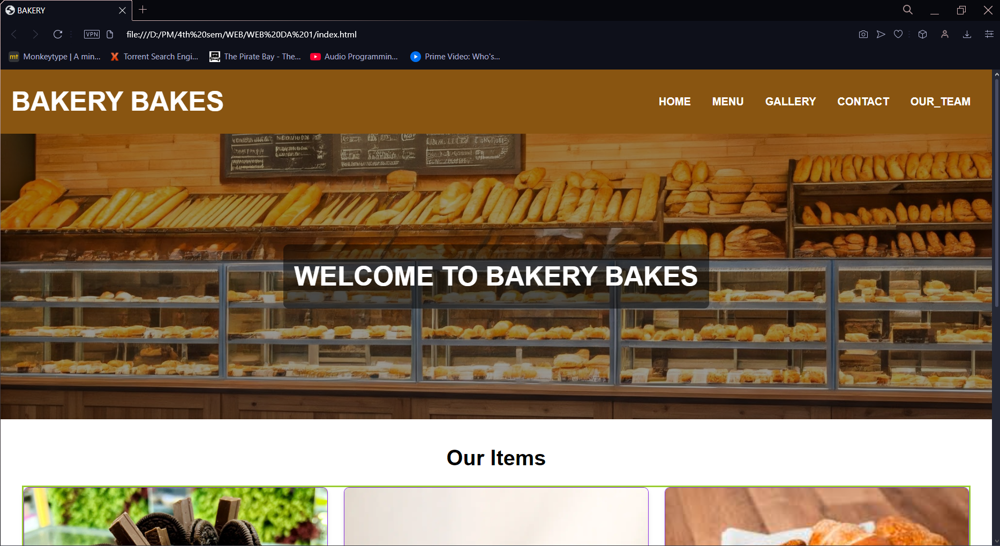 BAKERY
VPN
file:///D:/PM/4th%20sem/WEB/WEB%20DA%201/index.html
mt Monkeytype | A min...
Torrent Search Engi...
The Pirate Bay - The...
Audio Programmin...
Prime Video: Who's...
BAKERY BAKES
HOME MENU GALLERY CONTACT OUR_TEAM
WELCOME TO BAKERY BAKES
Our Items